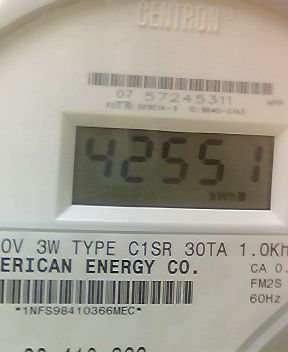 CENTRON®
07 57245311
42551
kWh
0V 3W TYPE C1SR 30TA 1.0Kh
ERICAN ENERGY CO.
CA 0.
FM2S
60Hz
*1NFS98410366MEC*